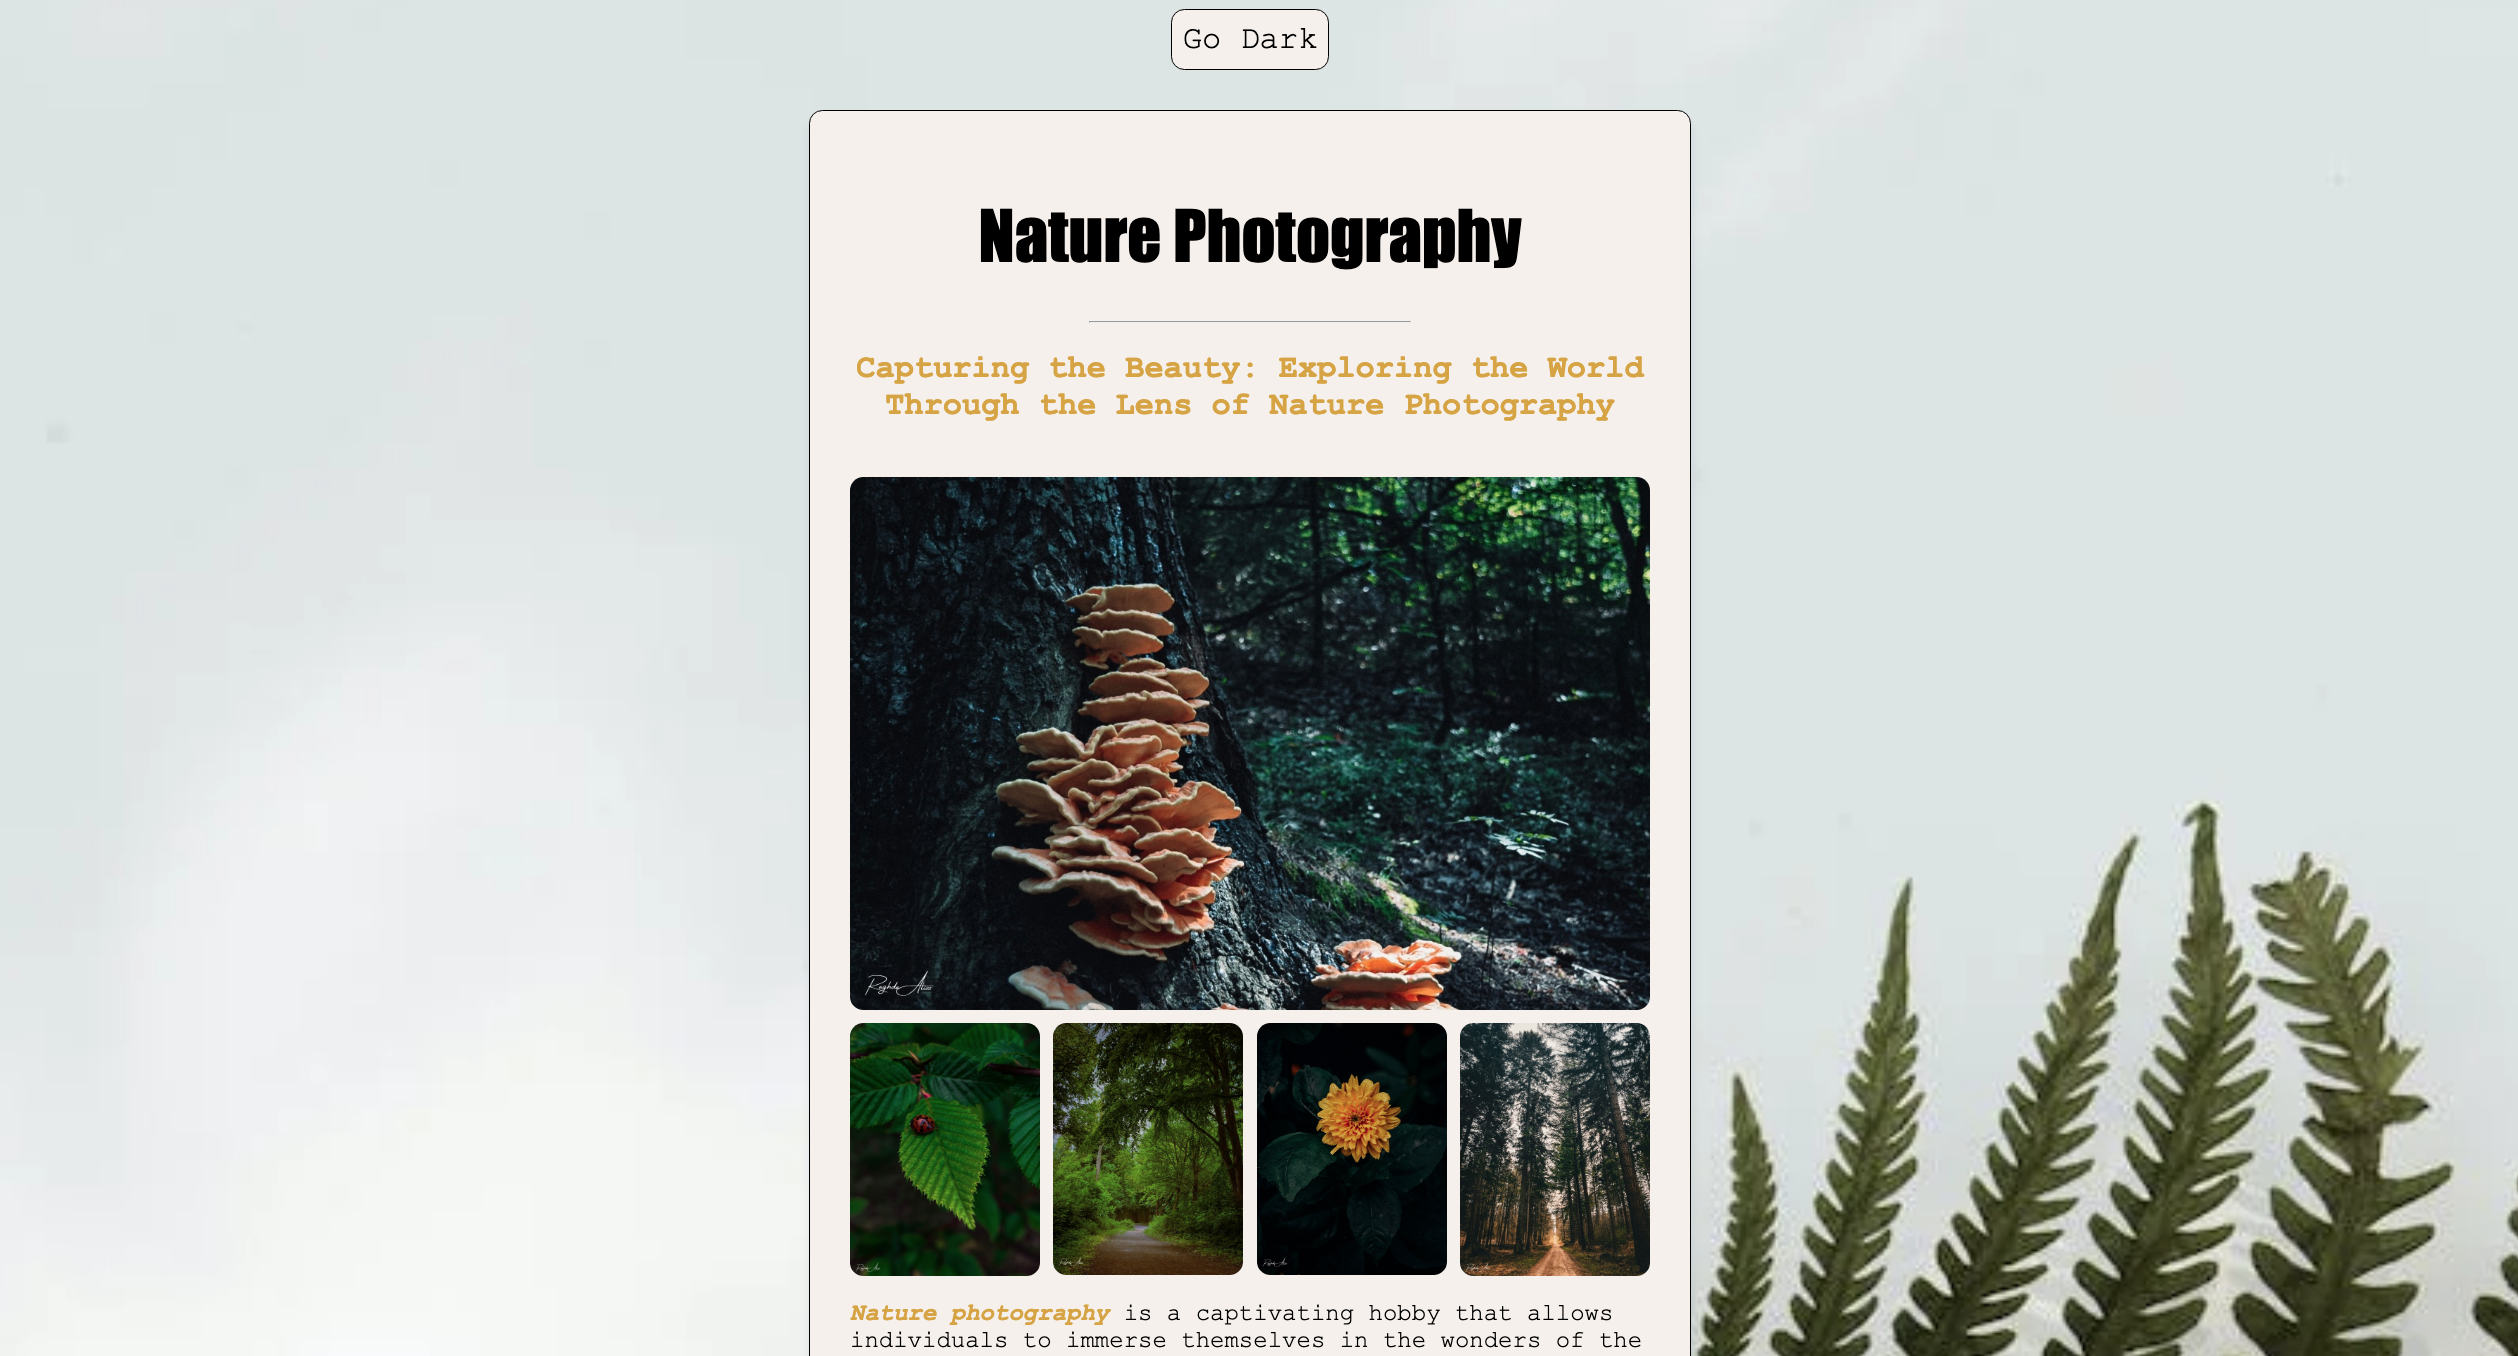 Go Dark
Nature Photography
Capturing the Beauty: Exploring the World
Through the Lens of Nature Photography
Nature photography is a captivating hobby that allows
individuals to immerse themselves in the wonders of the